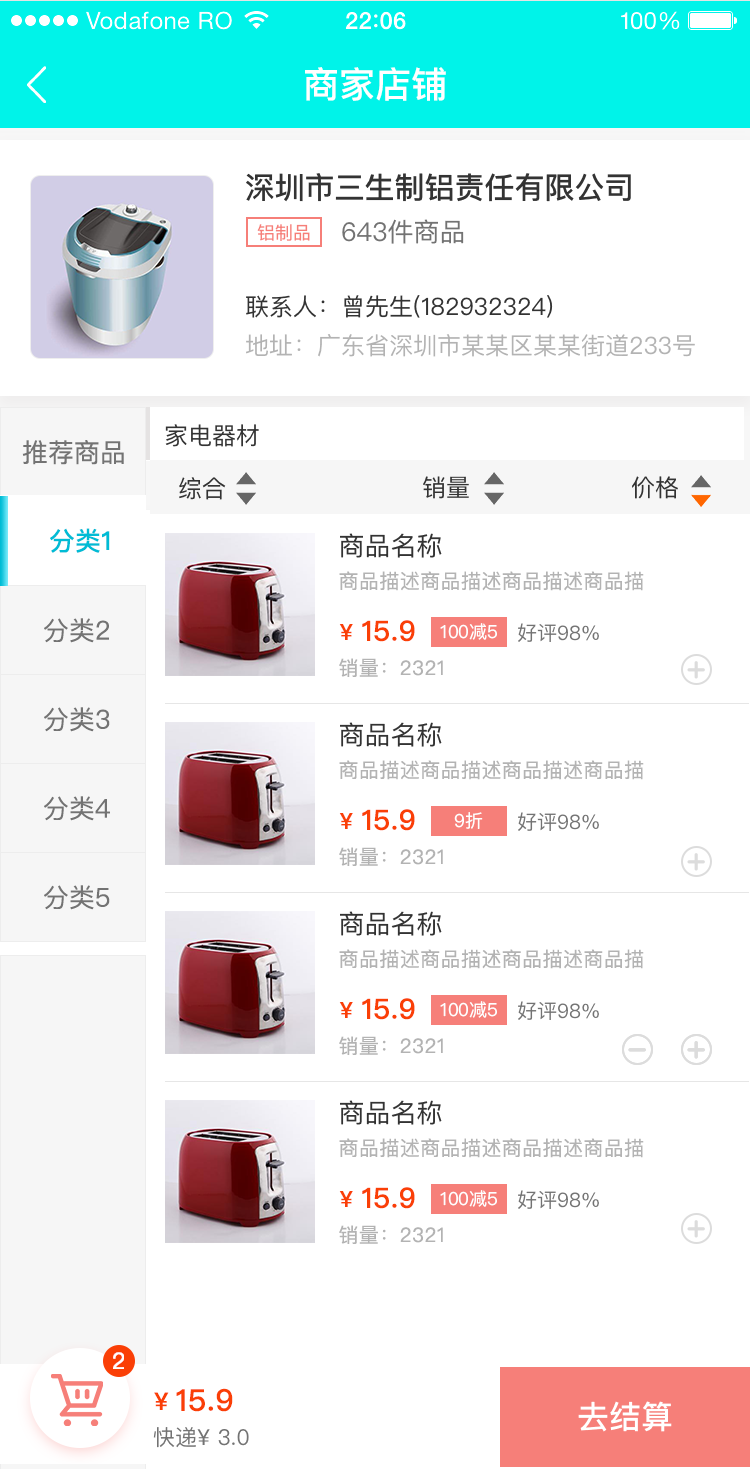 Vodafone RO 22:06 100%
商家店铺
深圳市三生制铝责任有限公司
铝制品 643件商品
联系人：曾先生(182932324)
地址：广东省深圳市某某区某某街道233号
推荐商品
分类1
分类2
分类3
分类4
分类5
家电器材
综合 销量 价格
商品名称
商品描述商品描述商品描述商品描
¥ 15.9 100减5 好评98%
销量：2321
商品名称
商品描述商品描述商品描述商品描
¥ 15.9 9折 好评98%
销量：2321
商品名称
商品描述商品描述商品描述商品描
¥ 15.9 100减5 好评98%
销量：2321
商品名称
商品描述商品描述商品描述商品描
¥ 15.9 100减5 好评98%
销量：2321
2
¥ 15.9
快递¥ 3.0
去结算